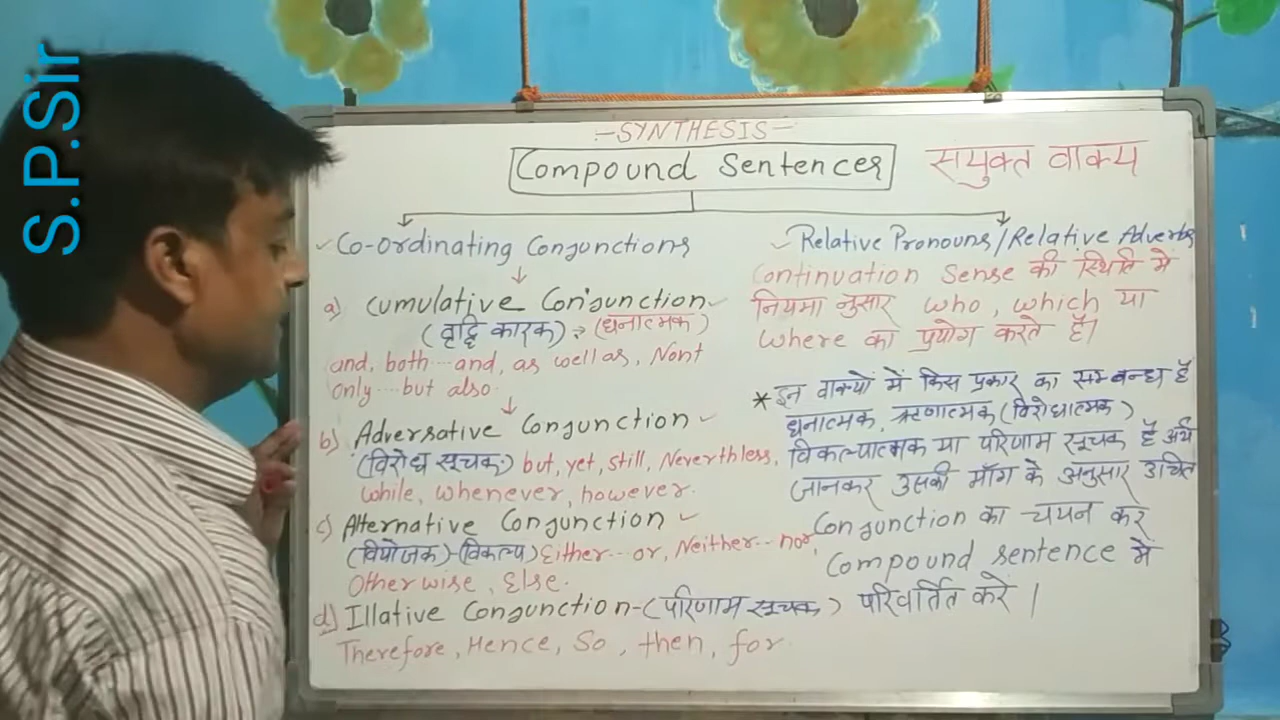 S.P.Sir
-SYNTHESIS-
Compound Sentences
संयुक्त वाक्य
Co-ordinating Conjunctions
a) Cumulative Conjunction
(वृद्धि कारक) (धनात्मक)
and, both...and, as well as, Nont
only....but also.
b) Adversative Conjunction
(विरोध सूचक) but, yet, still, Neverthless,
while, whenever, however.
c) Alternative Conjunction
(वियोजक)-(विकल्प) Either...or, Neither...nor,
Otherwise, Else.
d) Illative Conjunction-(परिणाम सूचक)
Therefore, Hence, So, then, for.
Relative Pronouns/Relative Adverbs
Continuation Sense की स्थिति में
नियमानुसार who, which या
where का प्रयोग करते हैं।
* इन वाक्यों में किस प्रकार का सम्बन्ध है
धनात्मक, ऋणात्मक (विरोधात्मक)
विकल्पात्मक या परिणाम सूचक है अर्थ
जानकर उसकी माँग के अनुसार उचित
Conjunction का चयन कर
Compound sentence में
परिवर्तित करें।